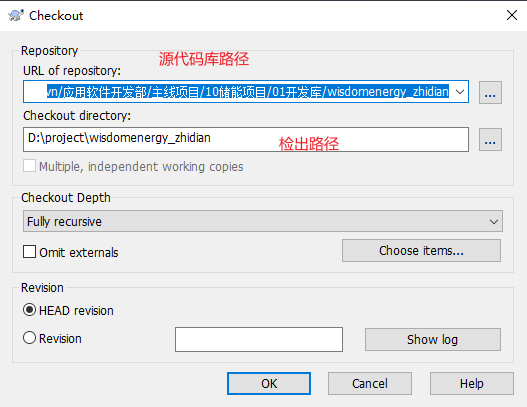 Checkout
Repository
源代码库路径
URL of repository:
vn/应用软件开发部/主线项目/10储能项目/01开发库/wisdomenergy_zhidian
...
Checkout directory:
D:\project\wisdomenergy_zhidian
检出路径
...
Multiple, independent working copies
Checkout Depth
Fully recursive
Omit externals
Choose items...
Revision
HEAD revision
Revision
Show log
OK
Cancel
Help